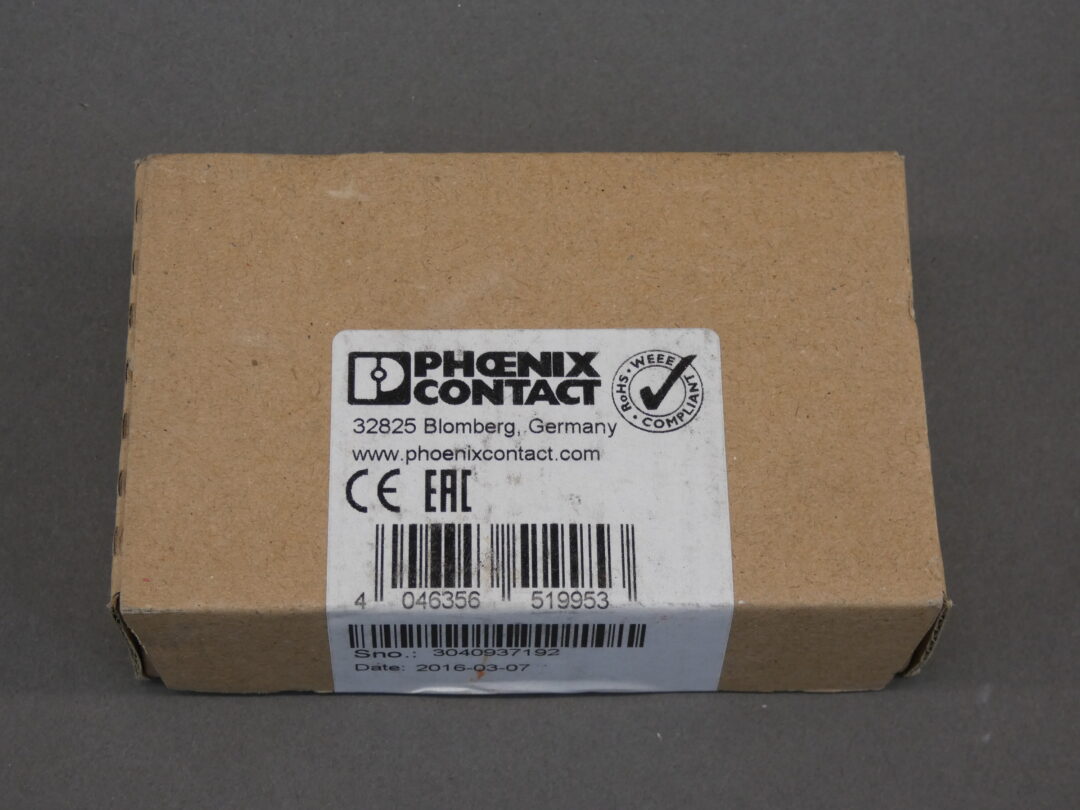 PHŒNIX
CONTACT
RoHS · WEEE · COMPLIANT
32825 Blomberg, Germany
www.phoenixcontact.com
CE EAC
4 046356 519953
Sno.: 3040937192
Date: 2016-03-07